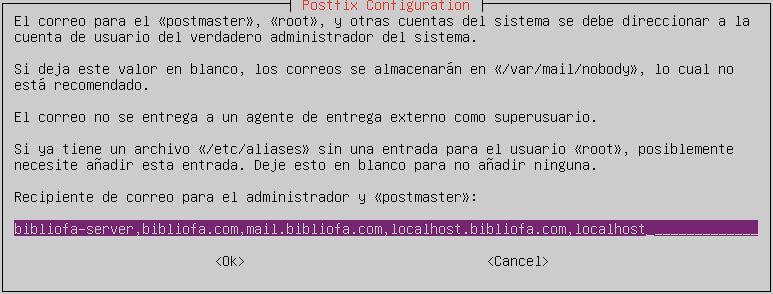 Postfix Configuration
El correo para el «postmaster», «root», y otras cuentas del sistema se debe direccionar a la
cuenta de usuario del verdadero administrador del sistema.
Si deja este valor en blanco, los correos se almacenarán en «/var/mail/nobody», lo cual no
está recomendado.
El correo no se entrega a un agente de entrega externo como superusuario.
Si ya tiene un archivo «/etc/aliases» sin una entrada para el usuario «root», posiblemente
necesite añadir esta entrada. Deje esto en blanco para no añadir ninguna.
Recipiente de correo para el administrador y «postmaster»:
bibliofa-server,bibliofa.com,mail.bibliofa.com,localhost.bibliofa.com,localhost
<Ok> <Cancel>